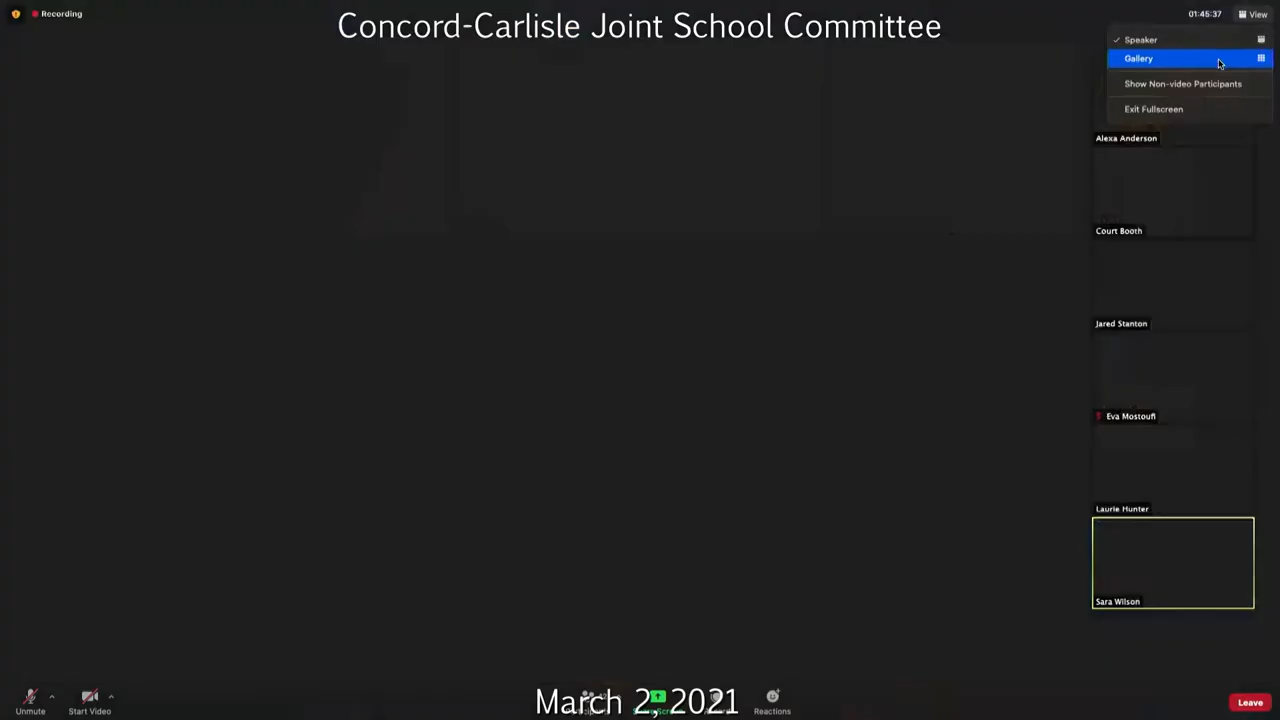 Recording
Concord-Carlisle Joint School Committee
01:45:37
View
Speaker
Gallery
Show Non-video Participants
Exit Fullscreen
Alexa Anderson
Court Booth
Jared Stanton
Eva Mostoufi
Laurie Hunter
Sara Wilson
Unmute
Start Video
March 2, 2021
Reactions
Leave